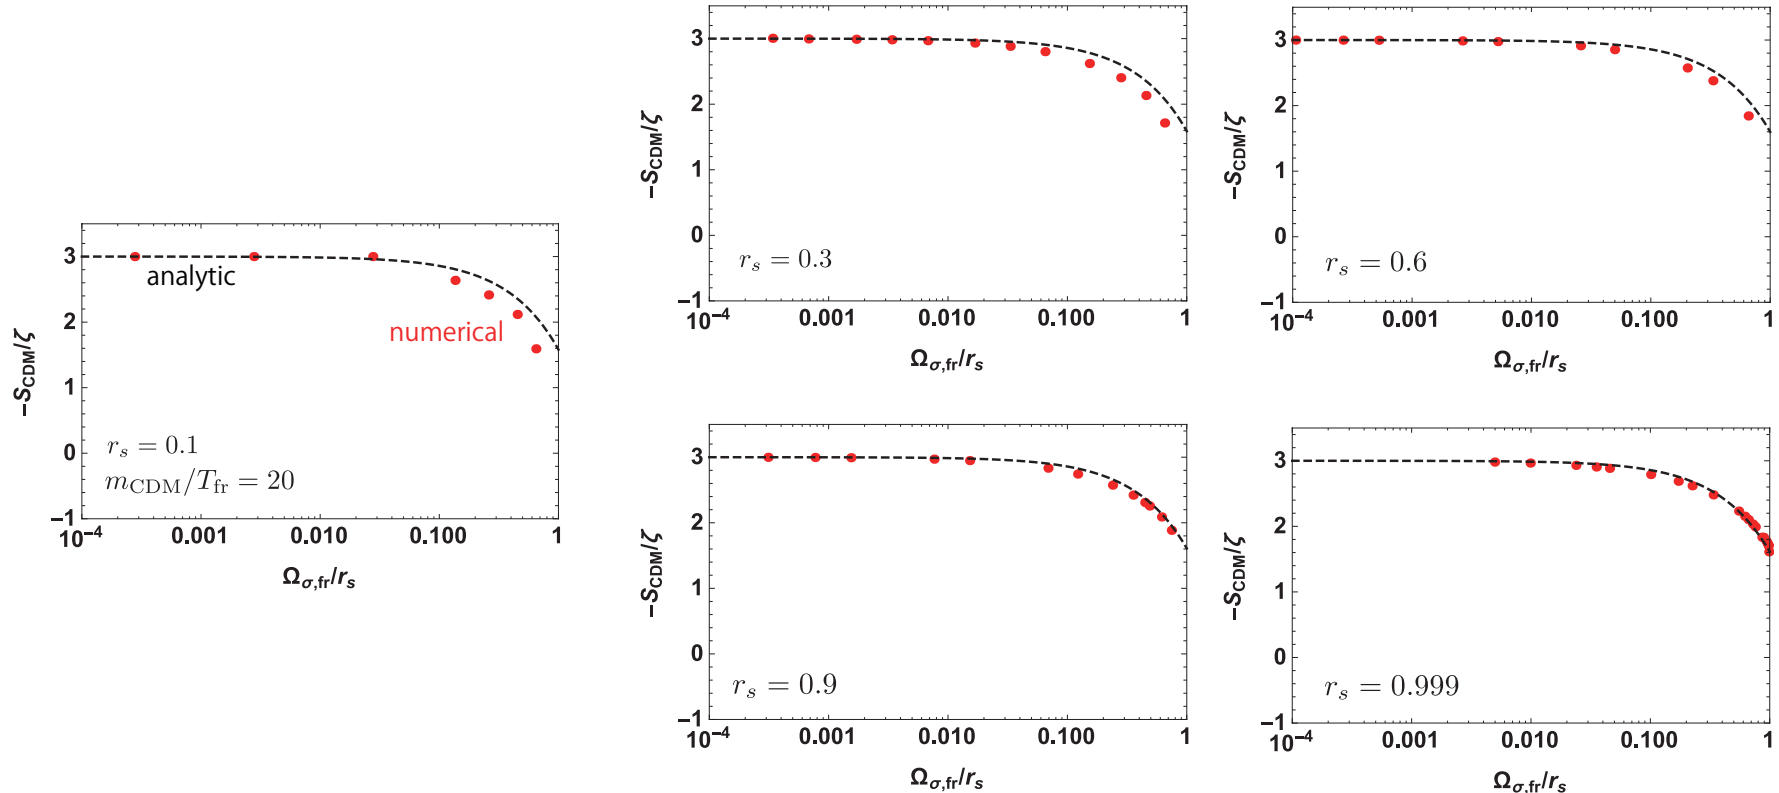 3
2
1
0
−1
10⁻⁴
0.001
0.010
0.100
1
−S_CDM/ζ
Ω_σ,fr/r_s
analytic
numerical
r_s = 0.1
m_CDM/T_fr = 20
3
2
1
0
−1
10⁻⁴
0.001
0.010
0.100
1
−S_CDM/ζ
Ω_σ,fr/r_s
r_s = 0.3
3
2
1
0
−1
10⁻⁴
0.001
0.010
0.100
1
−S_CDM/ζ
Ω_σ,fr/r_s
r_s = 0.6
3
2
1
0
−1
10⁻⁴
0.001
0.010
0.100
1
−S_CDM/ζ
Ω_σ,fr/r_s
r_s = 0.9
3
2
1
0
−1
10⁻⁴
0.001
0.010
0.100
1
−S_CDM/ζ
Ω_σ,fr/r_s
r_s = 0.999